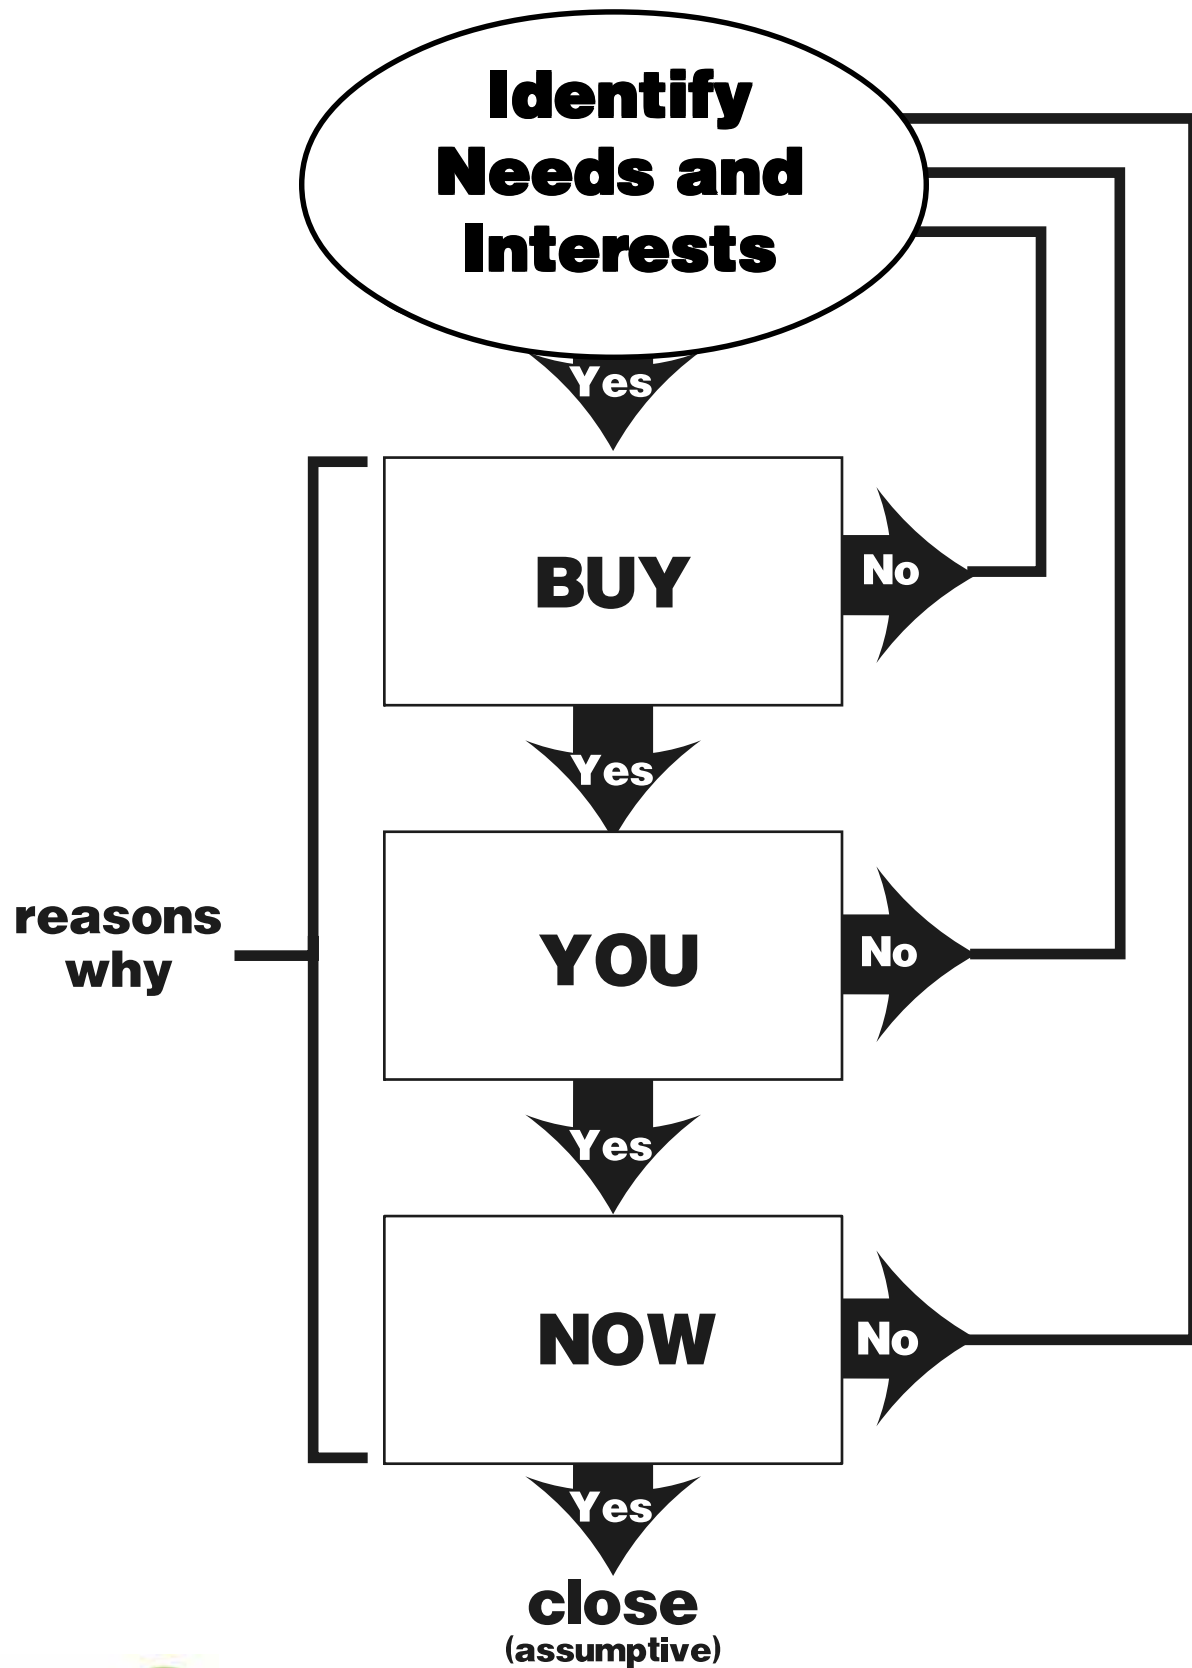 Identify
Needs and
Interests
Yes
BUY
No
Yes
reasons
why
YOU
No
Yes
NOW
No
Yes
close
(assumptive)